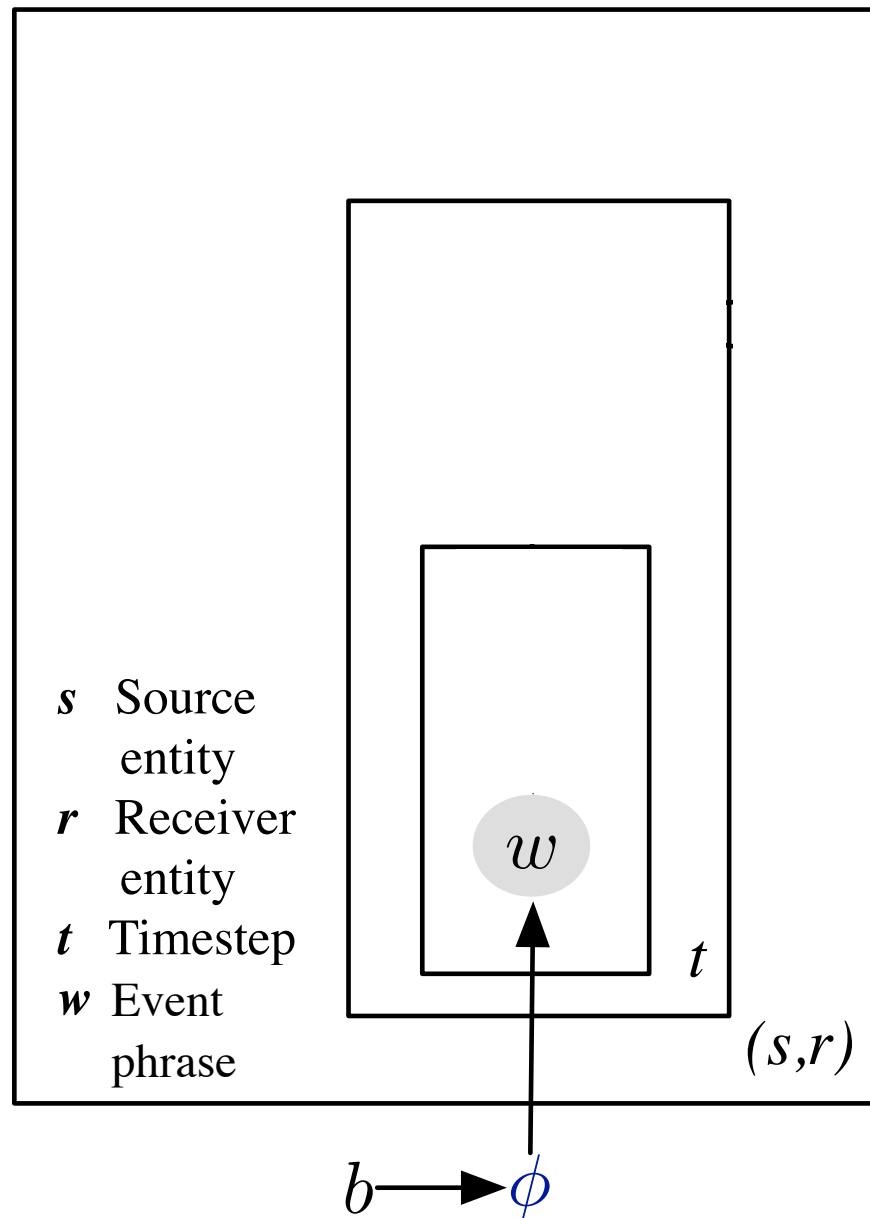 s Source
entity
r Receiver
entity
t Timestep
w Event
phrase
w
t
(s,r)
b ϕ